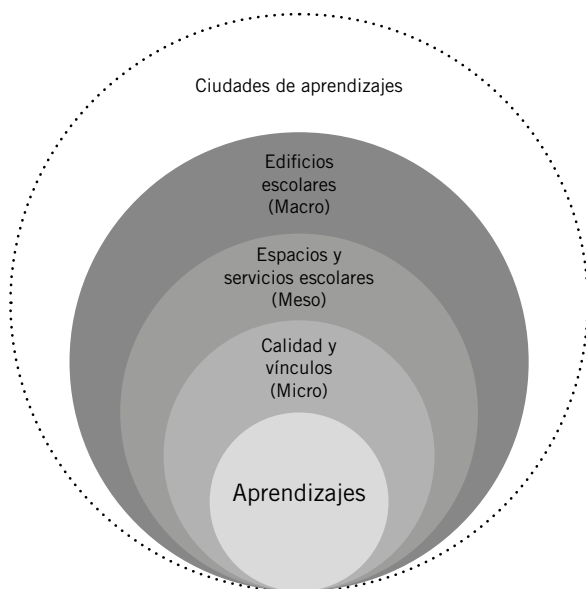 Ciudades de aprendizajes
Edificios
escolares
(Macro)
Espacios y
servicios escolares
(Meso)
Calidad y
vínculos
(Micro)
Aprendizajes